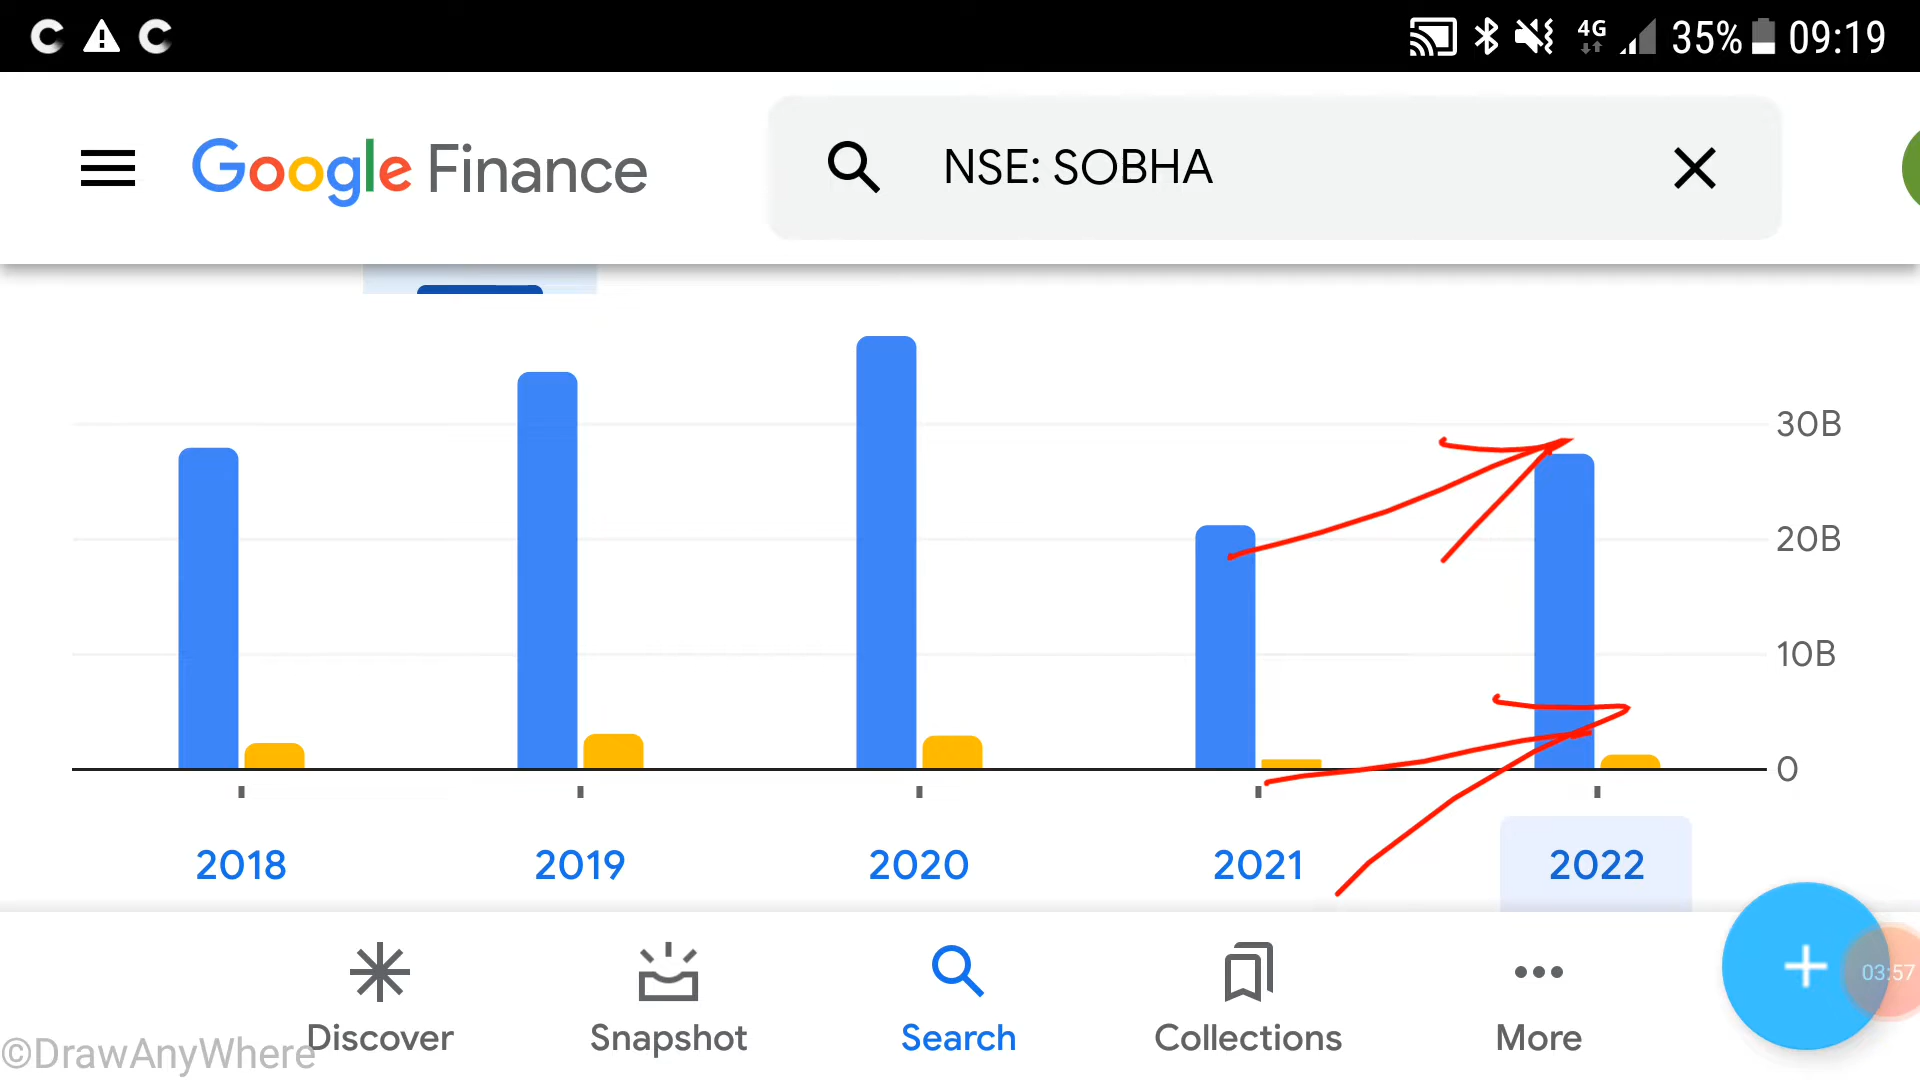 4G 35% 09:19
Google Finance NSE: SOBHA
30B
20B
10B
0
2018 2019 2020 2021 2022
03:57
Discover Snapshot Search Collections More
©DrawAnyWhere